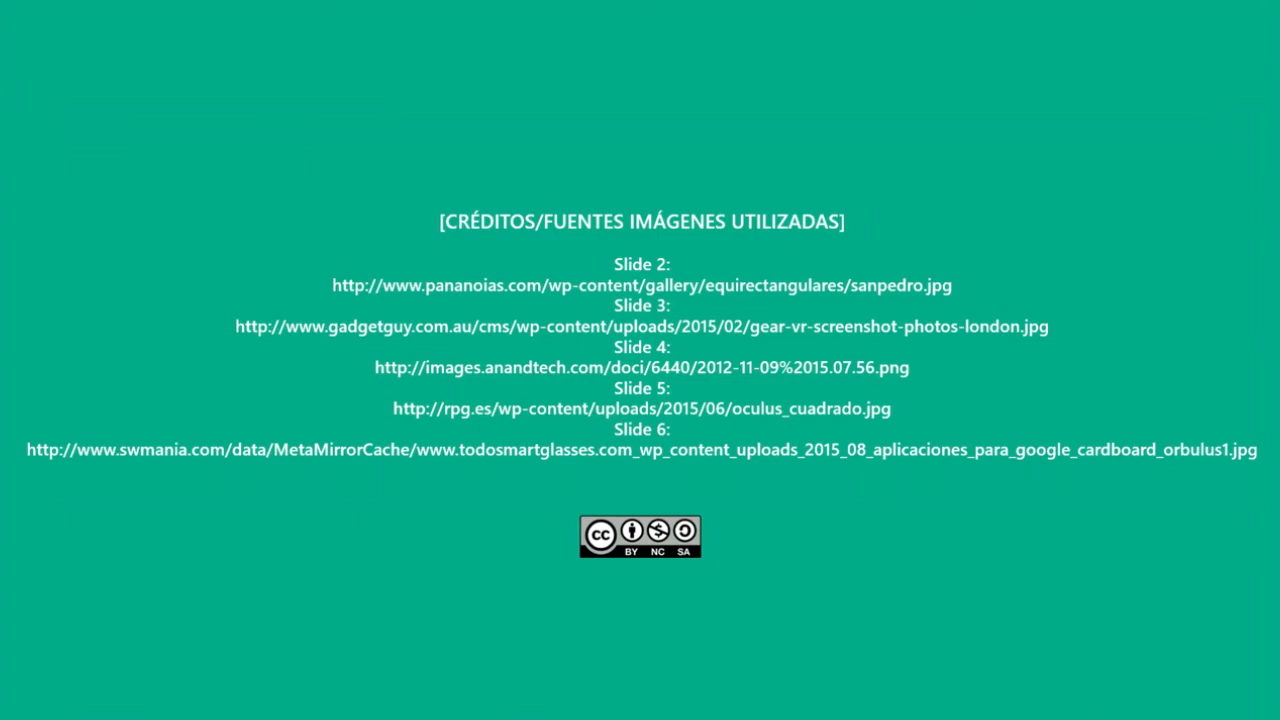 [CRÉDITOS/FUENTES IMÁGENES UTILIZADAS]
Slide 2:
http://www.pananoias.com/wp-content/gallery/equirectangulares/sanpedro.jpg
Slide 3:
http://www.gadgetguy.com.au/cms/wp-content/uploads/2015/02/gear-vr-screenshot-photos-london.jpg
Slide 4:
http://images.anandtech.com/doci/6440/2012-11-09%2015.07.56.png
Slide 5:
http://rpg.es/wp-content/uploads/2015/06/oculus_cuadrado.jpg
Slide 6:
http://www.swmania.com/data/MetaMirrorCache/www.todosmartglasses.com_wp_content_uploads_2015_08_aplicaciones_para_google_cardboard_orbulus1.jpg
cc
BY NC SA